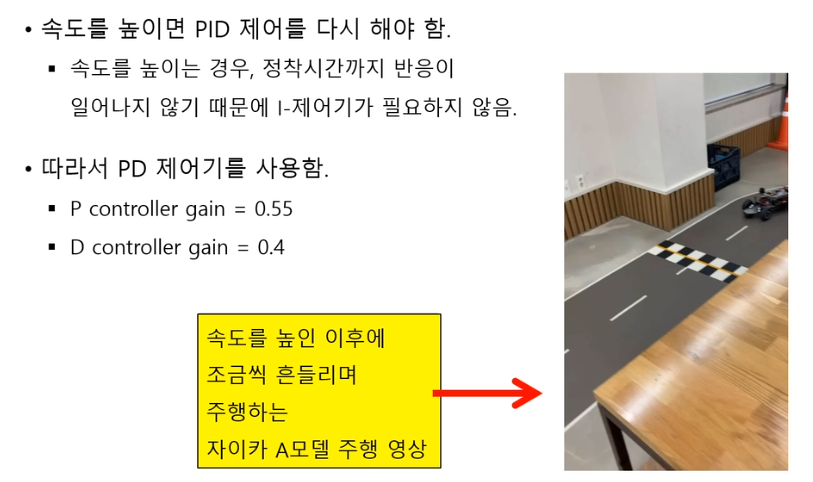 • 속도를 높이면 PID 제어를 다시 해야 함.
▪ 속도를 높이는 경우, 정착시간까지 반응이
일어나지 않기 때문에 I-제어기가 필요하지 않음.
• 따라서 PD 제어기를 사용함.
▪ P controller gain = 0.55
▪ D controller gain = 0.4
속도를 높인 이후에
조금씩 흔들리며
주행하는
자이카 A모델 주행 영상